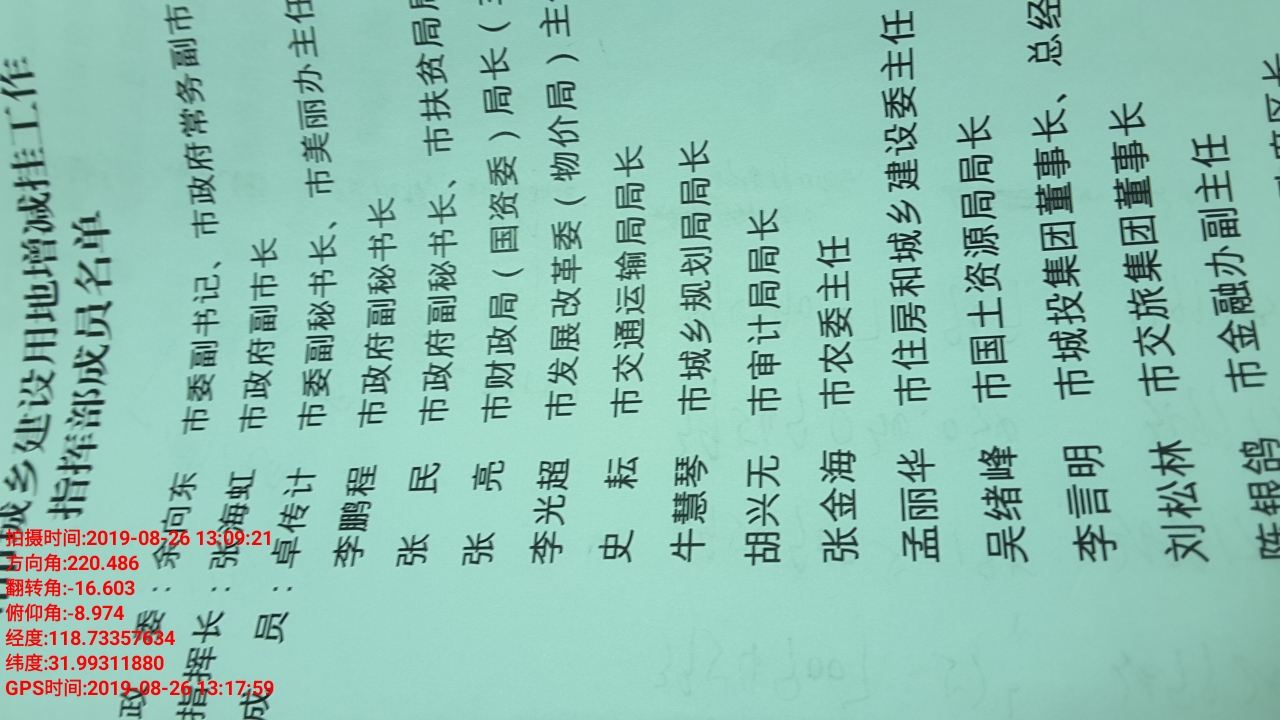 城乡建设用地增减挂工作
指挥部成员名单
政 委：余向东 市委副书记、市政府常务副市
指挥长：张海虹 市政府副市长
成 员：卓传计 市委副秘书长、市美丽办主任
李鹏程 市政府副秘书长
张 民 市政府副秘书长、市扶贫局
张 亮 市财政局（国资委）局长（
李光超 市发展改革委（物价局）主
史 耘 市交通运输局局长
牛慧琴 市城乡规划局局长
胡兴无 市审计局局长
张金海 市农委主任
孟丽华 市住房和城乡建设委主任
吴绪峰 市国土资源局局长
李言明 市城投集团董事长、总经
刘松林 市交旅集团董事长
陈银鸽 市金融办副主任
拍摄时间:2019-08-26 13:09:21
方向角:220.486
翻转角:-16.603
俯仰角:-8.974
经度:118.73357634
纬度:31.99311880
GPS时间:2019-08-26 13:17:59